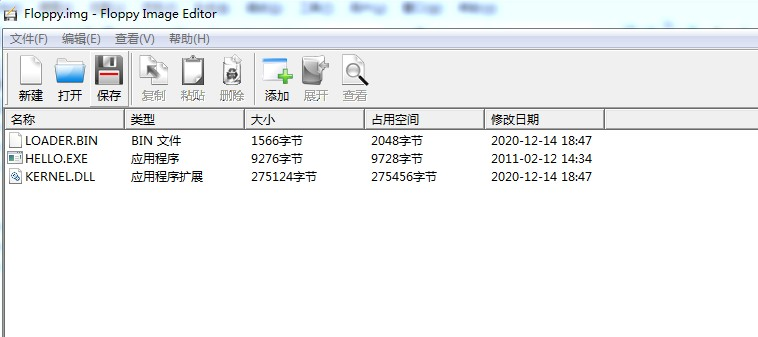 Floppy.img - Floppy Image Editor
文件(F) 编辑(E) 查看(V) 帮助(H)
新建 打开 保存 复制 粘贴 删除 添加 展开 查看
名称 类型 大小 占用空间 修改日期
LOADER.BIN BIN 文件 1566字节 2048字节 2020-12-14 18:47
HELLO.EXE 应用程序 9276字节 9728字节 2011-02-12 14:34
KERNEL.DLL 应用程序扩展 275124字节 275456字节 2020-12-14 18:47